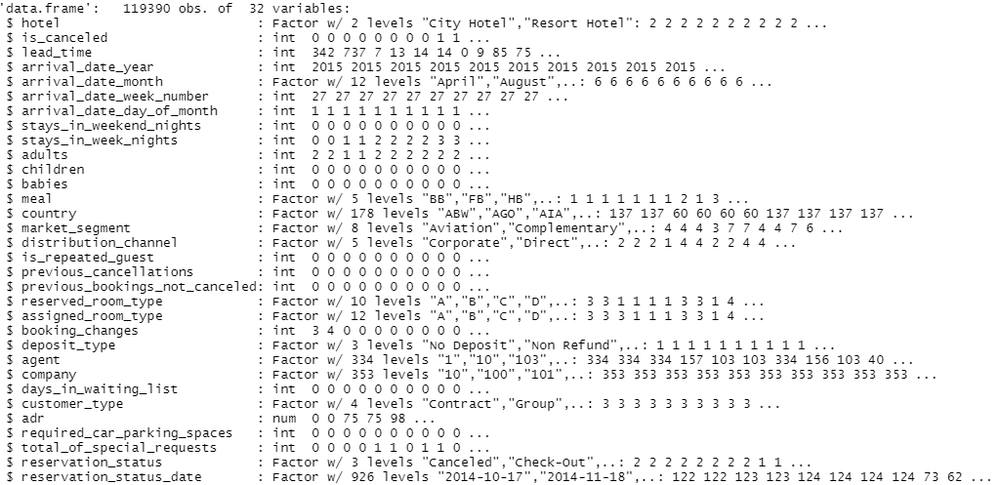 'data.frame':   119390 obs. of  32 variables:
 $ hotel                         : Factor w/ 2 levels "City Hotel","Resort Hotel": 2 2 2 2 2 2 2 2 2 2 ...
 $ is_canceled                   : int  0 0 0 0 0 0 0 0 1 1 ...
 $ lead_time                     : int  342 737 7 13 14 14 0 9 85 75 ...
 $ arrival_date_year             : int  2015 2015 2015 2015 2015 2015 2015 2015 2015 2015 ...
 $ arrival_date_month            : Factor w/ 12 levels "April","August",..: 6 6 6 6 6 6 6 6 6 6 ...
 $ arrival_date_week_number      : int  27 27 27 27 27 27 27 27 27 27 ...
 $ arrival_date_day_of_month     : int  1 1 1 1 1 1 1 1 1 1 ...
 $ stays_in_weekend_nights       : int  0 0 0 0 0 0 0 0 0 0 ...
 $ stays_in_week_nights          : int  0 0 1 1 2 2 2 2 3 3 ...
 $ adults                        : int  2 2 1 1 2 2 2 2 2 2 ...
 $ children                      : int  0 0 0 0 0 0 0 0 0 0 ...
 $ babies                        : int  0 0 0 0 0 0 0 0 0 0 ...
 $ meal                          : Factor w/ 5 levels "BB","FB","HB",..: 1 1 1 1 1 1 1 2 1 3 ...
 $ country                       : Factor w/ 178 levels "ABW","AGO","AIA",..: 137 137 60 60 60 60 137 137 137 137 ...
 $ market_segment                : Factor w/ 8 levels "Aviation","Complementary",..: 4 4 4 3 7 7 4 4 7 6 ...
 $ distribution_channel          : Factor w/ 5 levels "Corporate","Direct",..: 2 2 2 1 4 4 2 2 4 4 ...
 $ is_repeated_guest             : int  0 0 0 0 0 0 0 0 0 0 ...
 $ previous_cancellations        : int  0 0 0 0 0 0 0 0 0 0 ...
 $ previous_bookings_not_canceled: int  0 0 0 0 0 0 0 0 0 0 ...
 $ reserved_room_type            : Factor w/ 10 levels "A","B","C","D",..: 3 3 1 1 1 1 3 3 1 4 ...
 $ assigned_room_type            : Factor w/ 12 levels "A","B","C","D",..: 3 3 3 1 1 1 3 3 1 4 ...
 $ booking_changes               : int  3 4 0 0 0 0 0 0 0 0 ...
 $ deposit_type                  : Factor w/ 3 levels "No Deposit","Non Refund",..: 1 1 1 1 1 1 1 1 1 1 ...
 $ agent                         : Factor w/ 334 levels "1","10","103",..: 334 334 334 157 103 103 334 156 103 40 ...
 $ company                       : Factor w/ 353 levels "10","100","101",..: 353 353 353 353 353 353 353 353 353 353 ...
 $ days_in_waiting_list          : int  0 0 0 0 0 0 0 0 0 0 ...
 $ customer_type                 : Factor w/ 4 levels "Contract","Group",..: 3 3 3 3 3 3 3 3 3 3 ...
 $ adr                           : num  0 0 75 75 98 ...
 $ required_car_parking_spaces   : int  0 0 0 0 0 0 0 0 0 0 ...
 $ total_of_special_requests     : int  0 0 0 0 1 1 0 1 1 0 ...
 $ reservation_status            : Factor w/ 3 levels "Canceled","Check-Out",..: 2 2 2 2 2 2 2 2 1 1 ...
 $ reservation_status_date       : Factor w/ 926 levels "2014-10-17","2014-11-18",..: 122 122 123 123 124 124 124 124 73 62 ...